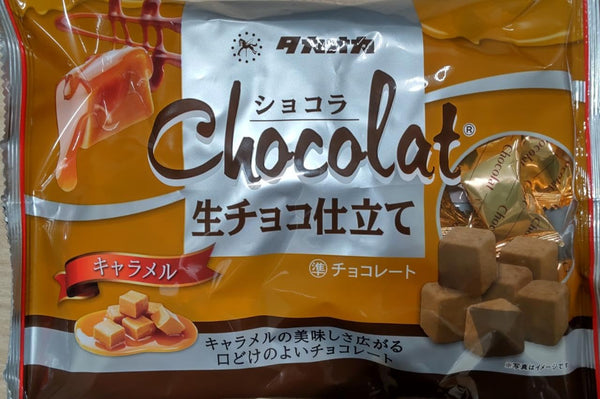 タカオカ
ショコラ
Chocolat®
生チョコ仕立て
キャラメル
準チョコレート
キャラメルの美味しさ広がる
口どけのよいチョコレート
※写真はイメージです
Chocolat
Chocolat